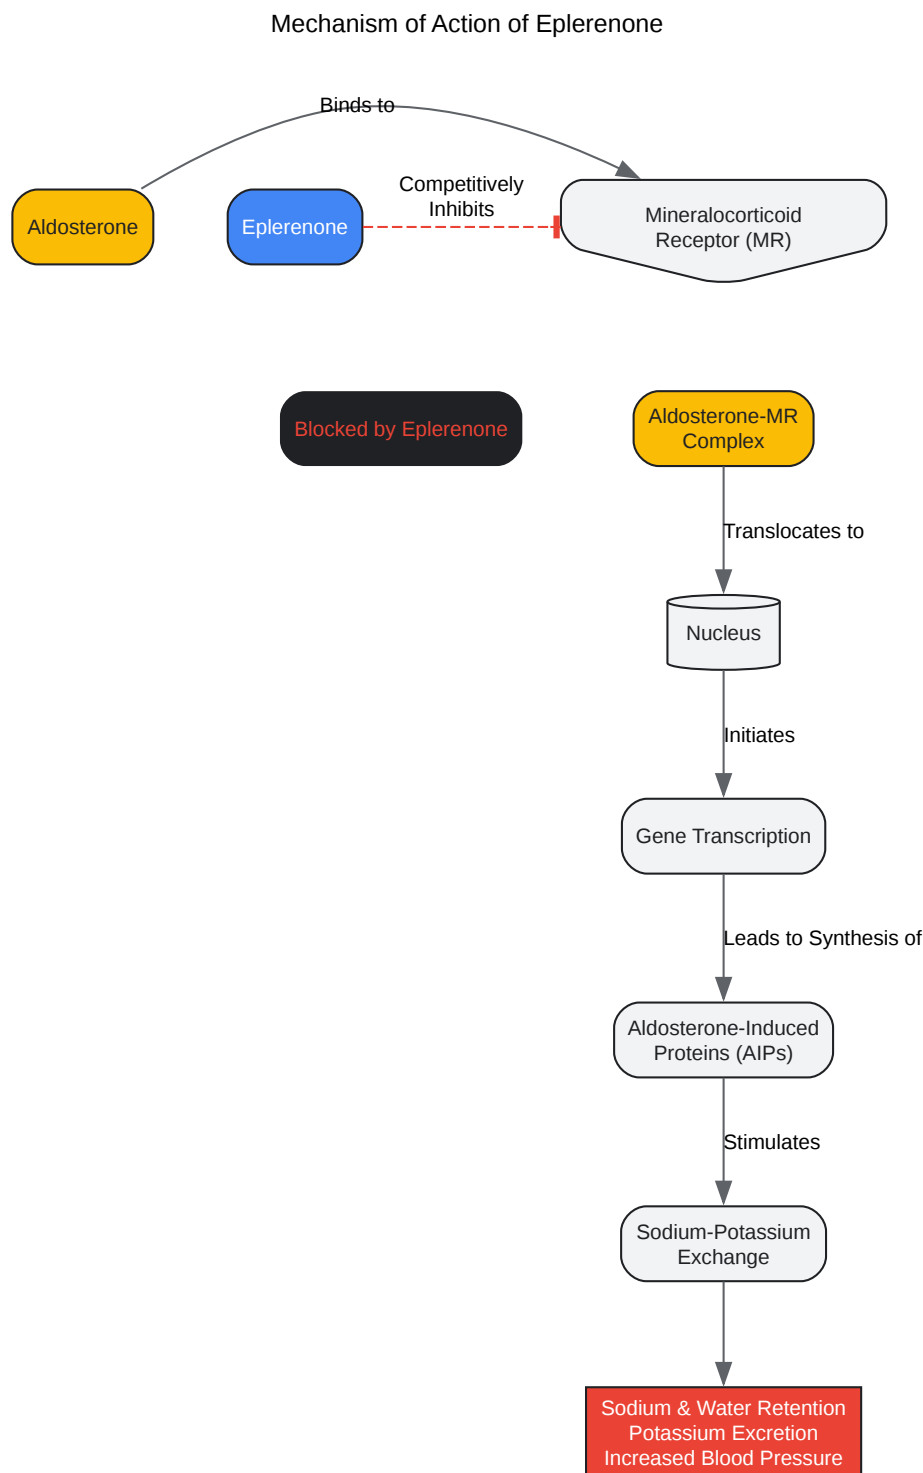 Mechanism of Action of Eplerenone
Binds to
Competitively
Inhibits
Aldosterone
Eplerenone
Mineralocorticoid
Receptor (MR)
Blocked by Eplerenone
Aldosterone-MR
Complex
Translocates to
Nucleus
Initiates
Gene Transcription
Leads to Synthesis of
Aldosterone-Induced
Proteins (AIPs)
Stimulates
Sodium-Potassium
Exchange
Sodium & Water Retention
Potassium Excretion
Increased Blood Pressure